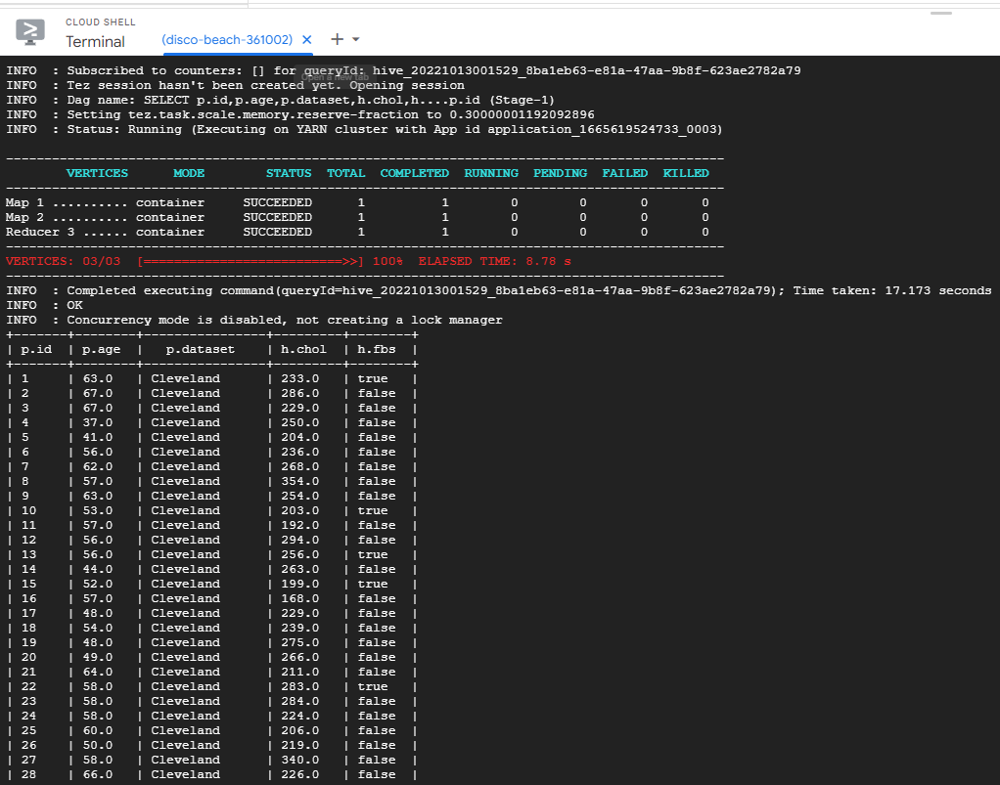 CLOUD SHELL
Terminal (disco-beach-361002) × +
INFO : Subscribed to counters: [] for queryId: hive_20221013001529_8ba1eb63-e81a-47aa-9b8f-623ae2782a79
Open a new tab
INFO : Tez session hasn't been created yet. Opening session
INFO : Dag name: SELECT p.id,p.age,p.dataset,h.chol,h....p.id (Stage-1)
INFO : Setting tez.task.scale.memory.reserve-fraction to 0.30000001192092896
INFO : Status: Running (Executing on YARN cluster with App id application_1665619524733_0003)
----------------------------------------------------------------------------------------------
VERTICES MODE STATUS TOTAL COMPLETED RUNNING PENDING FAILED KILLED
----------------------------------------------------------------------------------------------
Map 1 .......... container SUCCEEDED 1 1 0 0 0 0
Map 2 .......... container SUCCEEDED 1 1 0 0 0 0
Reducer 3 ...... container SUCCEEDED 1 1 0 0 0 0
----------------------------------------------------------------------------------------------
VERTICES: 03/03 [==========================>>] 100% ELAPSED TIME: 8.78 s
----------------------------------------------------------------------------------------------
INFO : Completed executing command(queryId=hive_20221013001529_8ba1eb63-e81a-47aa-9b8f-623ae2782a79); Time taken: 17.173 seconds
INFO : OK
INFO : Concurrency mode is disabled, not creating a lock manager
+-------+--------+----------------+---------+--------+
| p.id | p.age | p.dataset | h.chol | h.fbs |
+-------+--------+----------------+---------+--------+
| 1 | 63.0 | Cleveland | 233.0 | true |
| 2 | 67.0 | Cleveland | 286.0 | false |
| 3 | 67.0 | Cleveland | 229.0 | false |
| 4 | 37.0 | Cleveland | 250.0 | false |
| 5 | 41.0 | Cleveland | 204.0 | false |
| 6 | 56.0 | Cleveland | 236.0 | false |
| 7 | 62.0 | Cleveland | 268.0 | false |
| 8 | 57.0 | Cleveland | 354.0 | false |
| 9 | 63.0 | Cleveland | 254.0 | false |
| 10 | 53.0 | Cleveland | 203.0 | true |
| 11 | 57.0 | Cleveland | 192.0 | false |
| 12 | 56.0 | Cleveland | 294.0 | false |
| 13 | 56.0 | Cleveland | 256.0 | true |
| 14 | 44.0 | Cleveland | 263.0 | false |
| 15 | 52.0 | Cleveland | 199.0 | true |
| 16 | 57.0 | Cleveland | 168.0 | false |
| 17 | 48.0 | Cleveland | 229.0 | false |
| 18 | 54.0 | Cleveland | 239.0 | false |
| 19 | 48.0 | Cleveland | 275.0 | false |
| 20 | 49.0 | Cleveland | 266.0 | false |
| 21 | 64.0 | Cleveland | 211.0 | false |
| 22 | 58.0 | Cleveland | 283.0 | true |
| 23 | 58.0 | Cleveland | 284.0 | false |
| 24 | 58.0 | Cleveland | 224.0 | false |
| 25 | 60.0 | Cleveland | 206.0 | false |
| 26 | 50.0 | Cleveland | 219.0 | false |
| 27 | 58.0 | Cleveland | 340.0 | false |
| 28 | 66.0 | Cleveland | 226.0 | false |